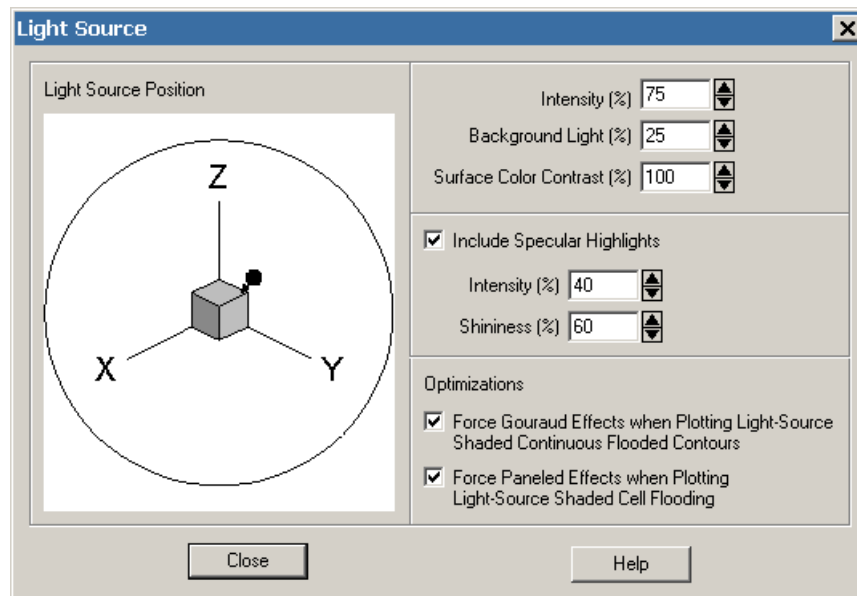 Light Source
Light Source Position
Z
X
Y
Intensity (%) 75
Background Light (%) 25
Surface Color Contrast (%) 100
Include Specular Highlights
Intensity (%) 40
Shininess (%) 60
Optimizations
Force Gouraud Effects when Plotting Light-Source
Shaded Continuous Flooded Contours
Force Paneled Effects when Plotting
Light-Source Shaded Cell Flooding
Close
Help